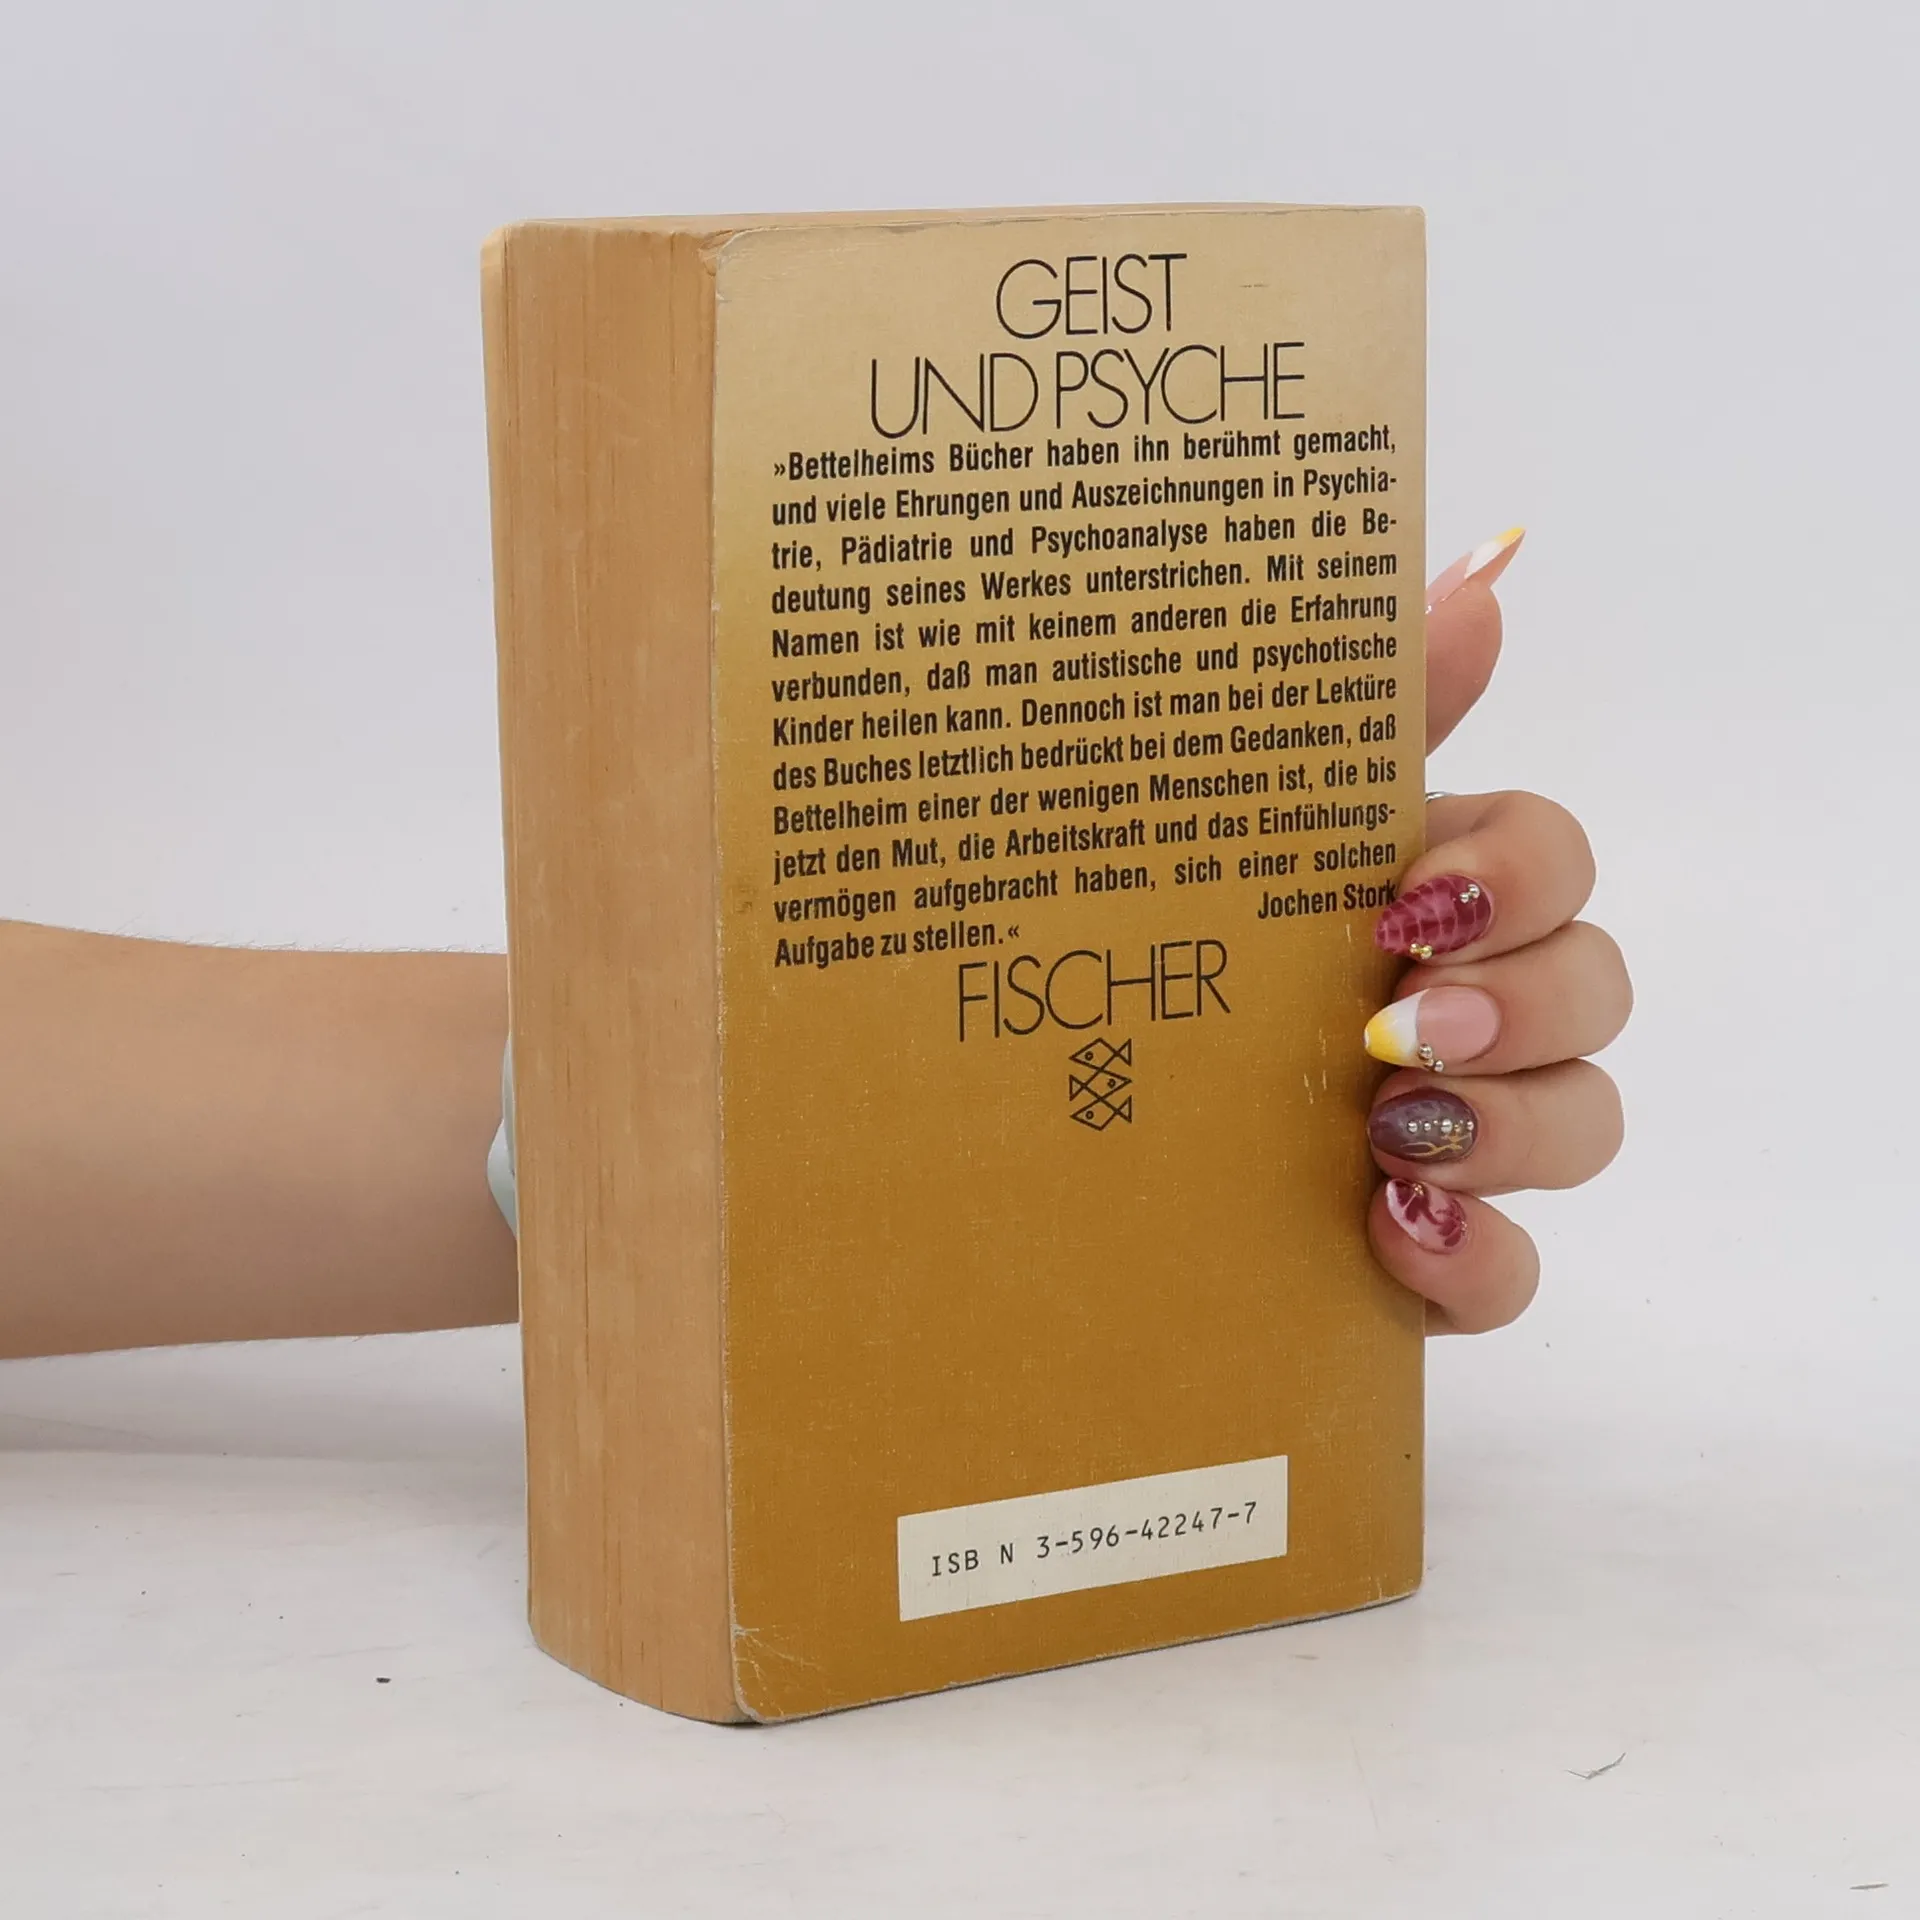 GEIST
UND PSYCHE
»Bettelheims Bücher haben ihn berühmt gemacht,
und viele Ehrungen und Auszeichnungen in Psychia-
trie, Pädiatrie und Psychoanalyse haben die Be-
deutung seines Werkes unterstrichen. Mit seinem
Namen ist wie mit keinem anderen die Erfahrung
verbunden, daß man autistische und psychotische
Kinder heilen kann. Dennoch ist man bei der Lektüre
des Buches letztlich bedrückt bei dem Gedanken, daß
Bettelheim einer der wenigen Menschen ist, die bis
jetzt den Mut, die Arbeitskraft und das Einfühlungs-
vermögen aufgebracht haben, sich einer solchen
Aufgabe zu stellen.« Jochen Stork
FISCHER
ISB N 3-596-42247-7